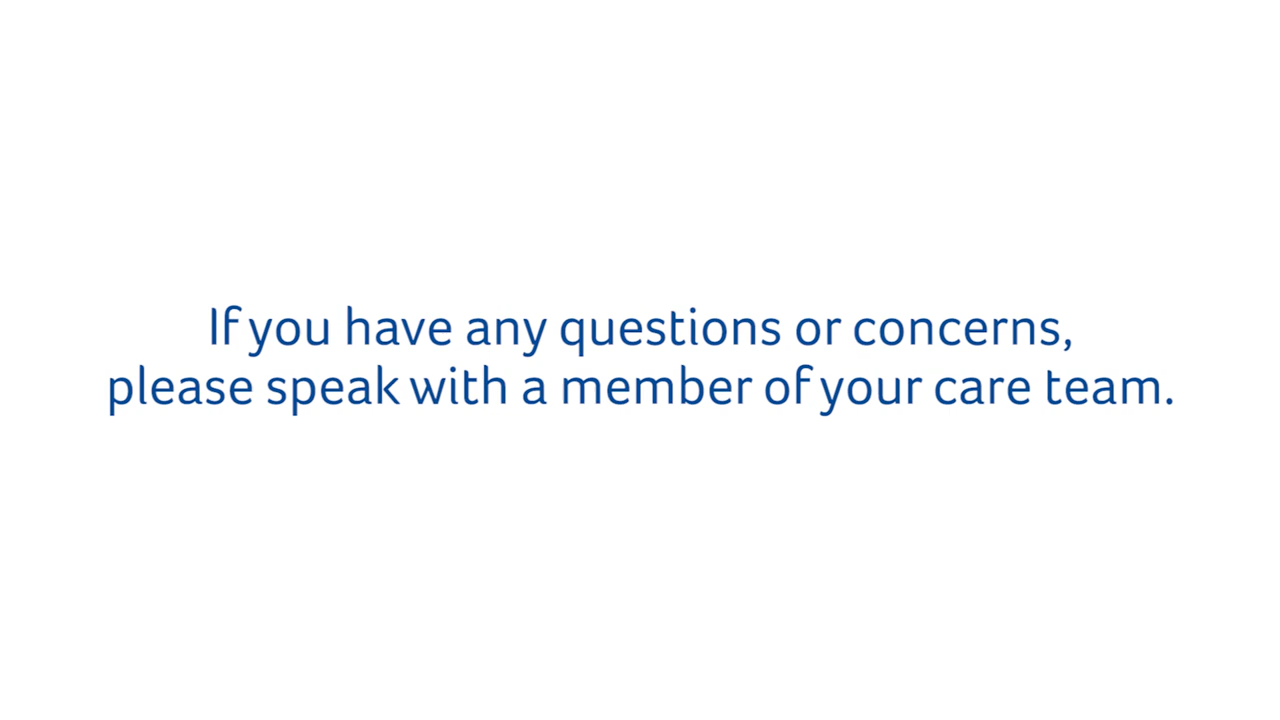 If you have any questions or concerns,
please speak with a member of your care team.